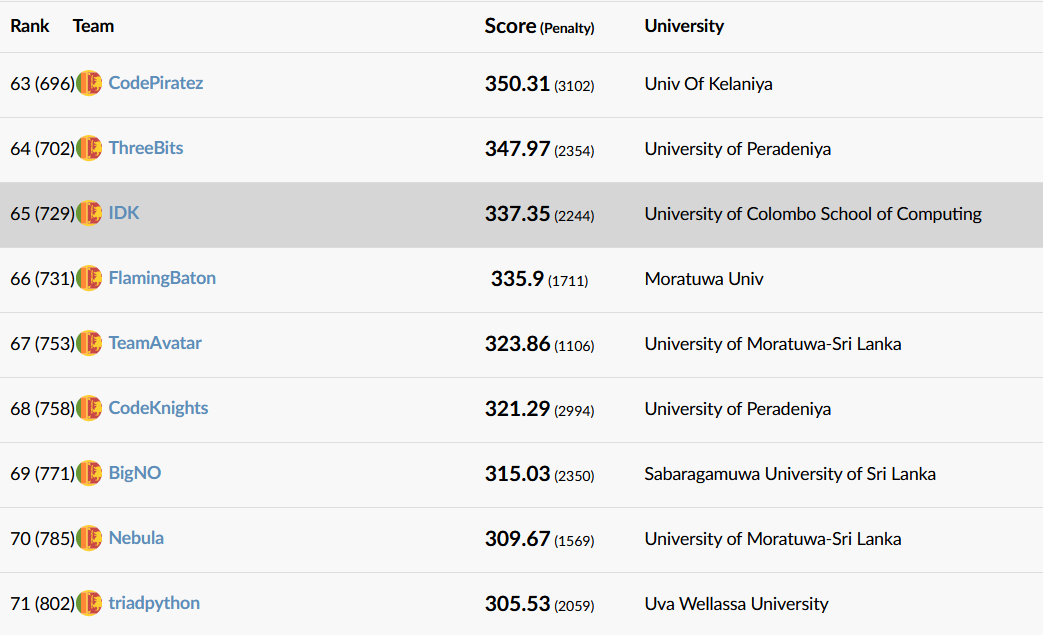 Rank Team Score (Penalty) University
63 (696) CodePiratez 350.31 (3102) Univ Of Kelaniya
64 (702) ThreeBits 347.97 (2354) University of Peradeniya
65 (729) IDK 337.35 (2244) University of Colombo School of Computing
66 (731) FlamingBaton 335.9 (1711) Moratuwa Univ
67 (753) TeamAvatar 323.86 (1106) University of Moratuwa-Sri Lanka
68 (758) CodeKnights 321.29 (2994) University of Peradeniya
69 (771) BigNO 315.03 (2350) Sabaragamuwa University of Sri Lanka
70 (785) Nebula 309.67 (1569) University of Moratuwa-Sri Lanka
71 (802) triadpython 305.53 (2059) Uva Wellassa University